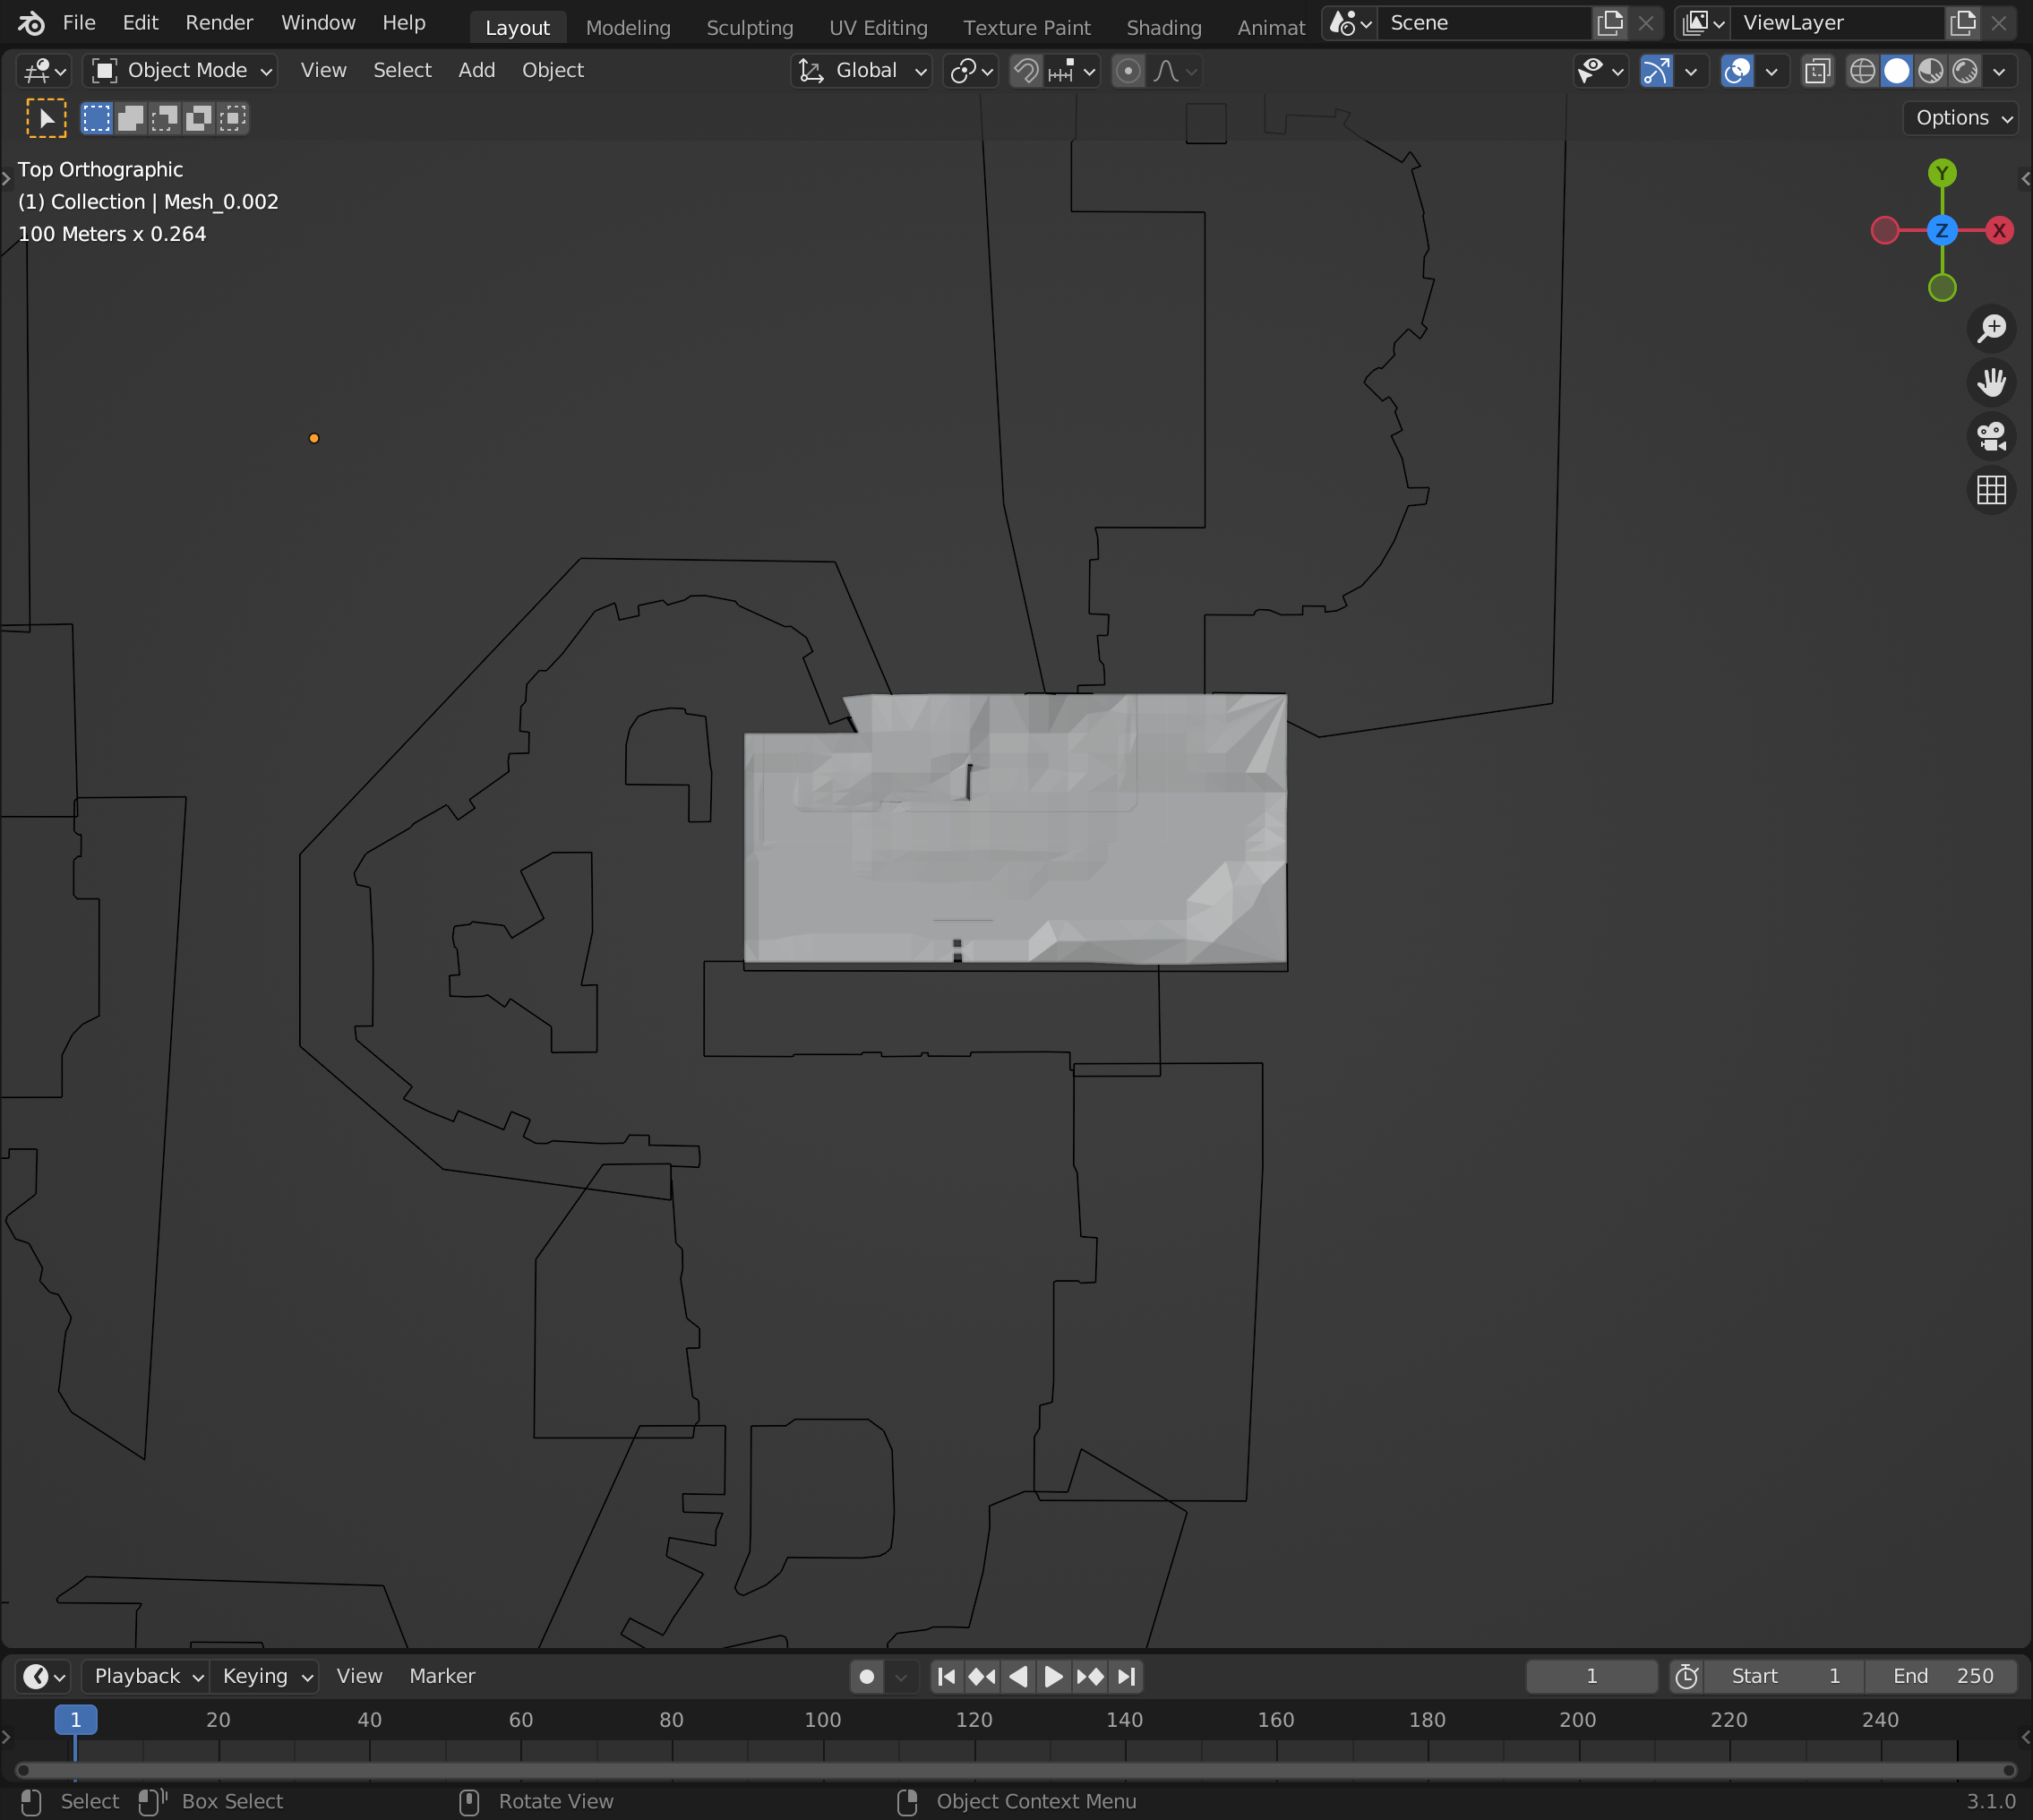 File Edit Render Window Help Layout Modeling Sculpting UV Editing Texture Paint Shading Animat Scene ViewLayer
Object Mode View Select Add Object Global
Options
Top Orthographic
(1) Collection | Mesh_0.002
100 Meters x 0.264
Y
Z X
Playback Keying View Marker 1 Start 1 End 250
1 20 40 60 80 100 120 140 160 180 200 220 240
Select Box Select Rotate View Object Context Menu 3.1.0